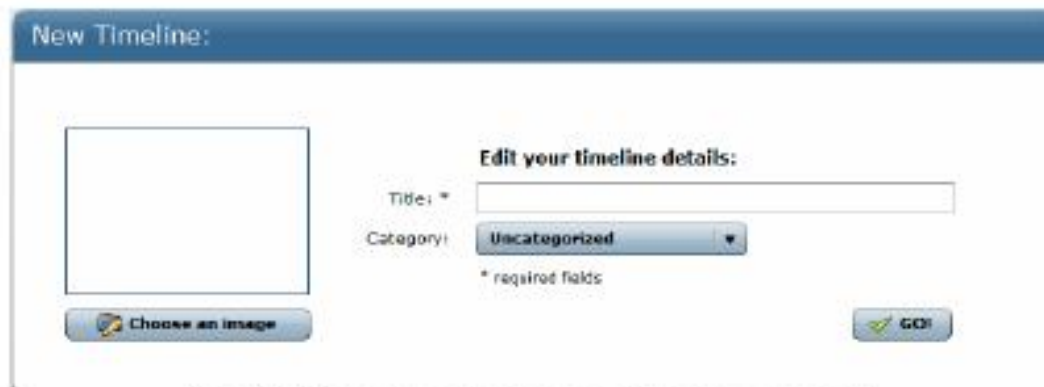 New Timeline:
Edit your timeline details:
Title: *
Category:
Uncategorized
* required fields
Choose an image
GO!